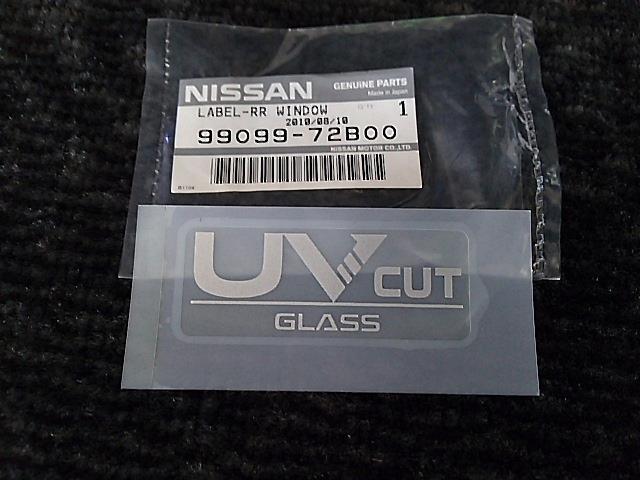 NISSAN GENUINE PARTS
Made in Japan
LABEL-RR WINDOW Q'TY 1
2010/08/10
99099-72B00
NISSAN MOTOR CO.,LTD.
UV CUT
GLASS